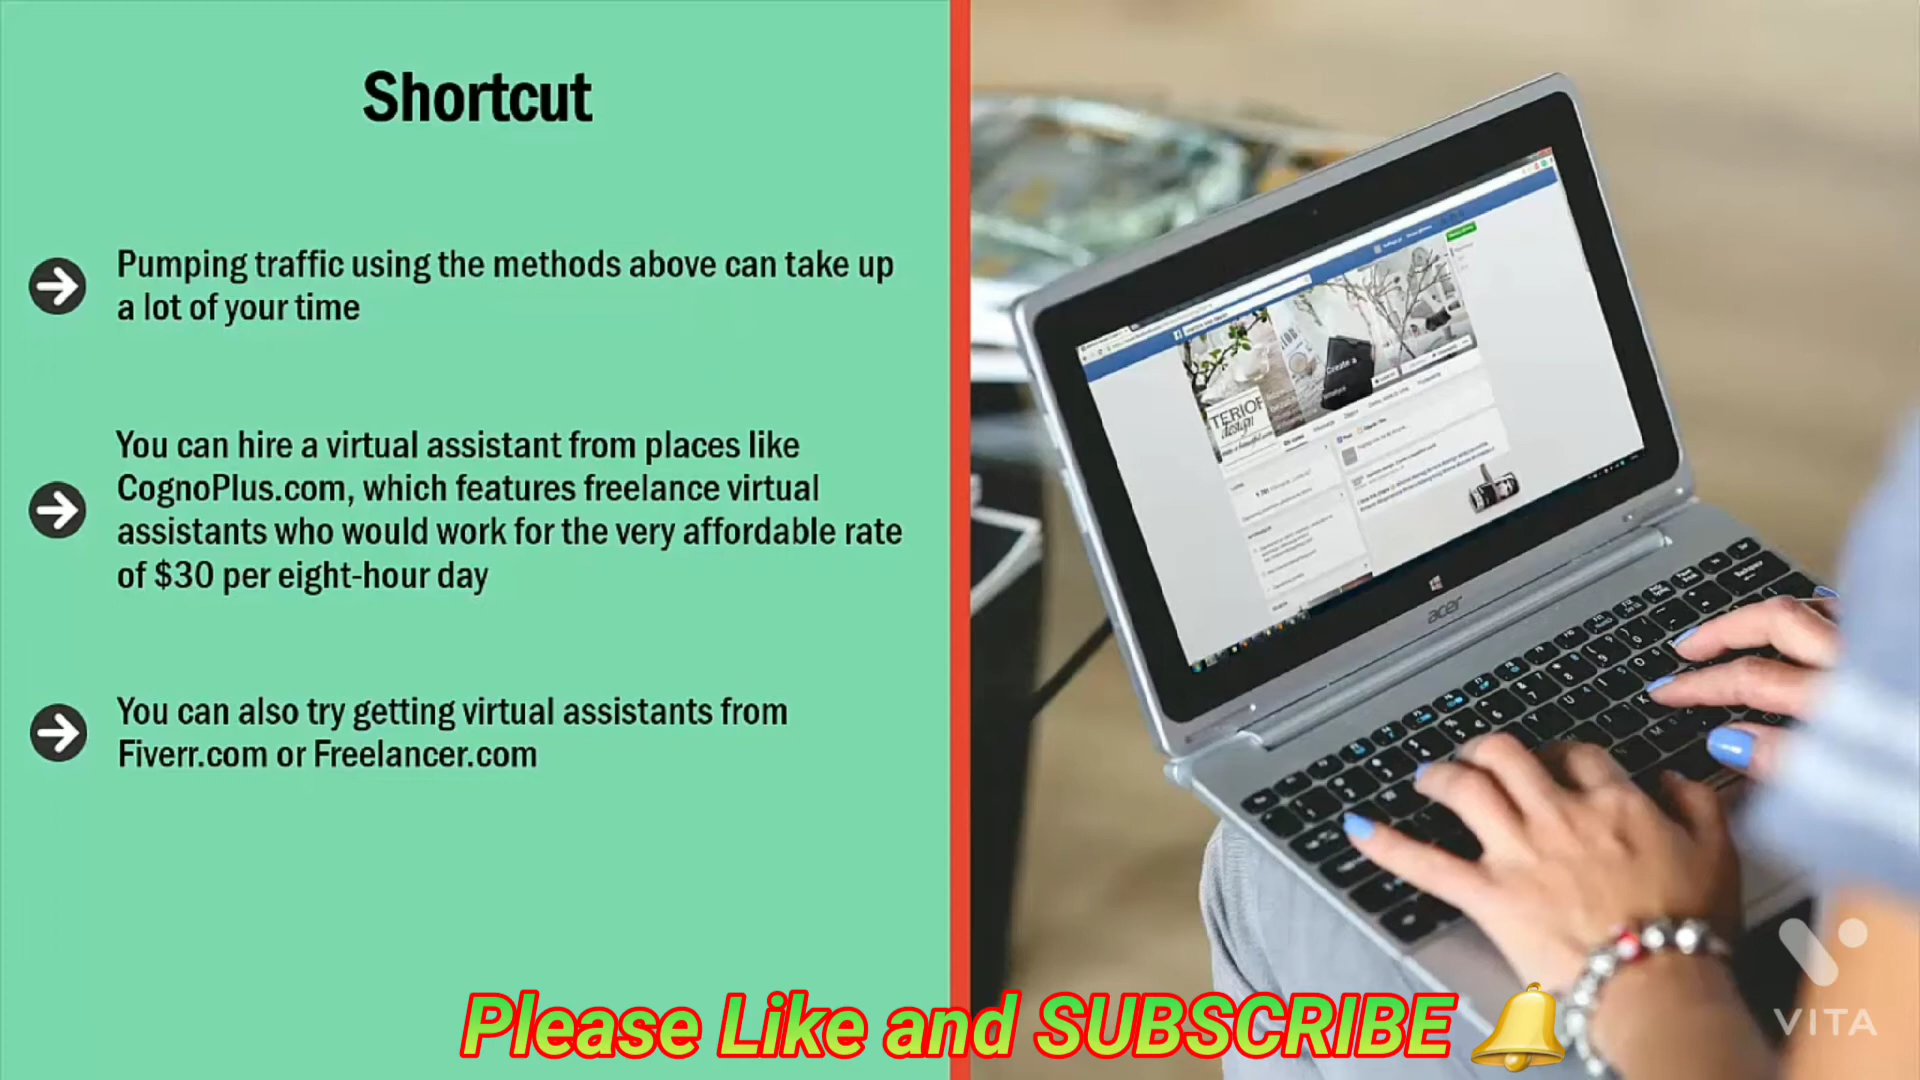 Shortcut
Pumping traffic using the methods above can take up
a lot of your time
You can hire a virtual assistant from places like
CognoPlus.com, which features freelance virtual
assistants who would work for the very affordable rate
of $30 per eight-hour day
You can also try getting virtual assistants from
Fiverr.com or Freelancer.com
TERIOR
design
Create a
acer
Please Like and SUBSCRIBE
VITA